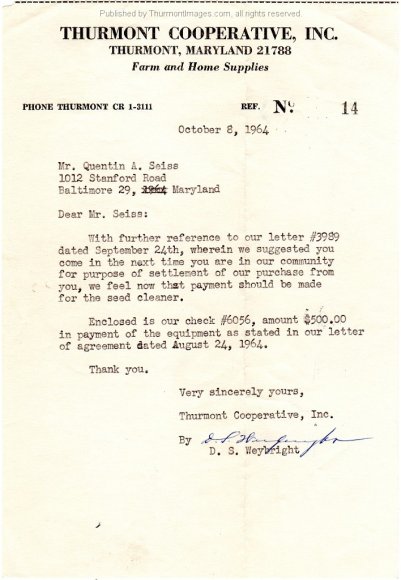 Published by ThurmontImages.com, all rights reserved.
THURMONT COOPERATIVE, INC.
THURMONT, MARYLAND 21788
Farm and Home Supplies
PHONE THURMONT CR 1-3111 REF. No. 14
October 8, 1964
Mr. Quentin A. Seiss
1012 Stanford Road
Baltimore 29, 1964 Maryland
Dear Mr. Seiss:
With further reference to our letter #3989
dated September 24th, wherein we suggested you
come in the next time you are in our community
for purpose of settlement of our purchase from
you, we feel now that payment should be made
for the seed cleaner.
Enclosed is our check #6056, amount $500.00
in payment of the equipment as stated in our letter
of agreement dated August 24, 1964.
Thank you.
Very sincerely yours,
Thurmont Cooperative, Inc.
By D. S. Weybright
D. S. Weybright